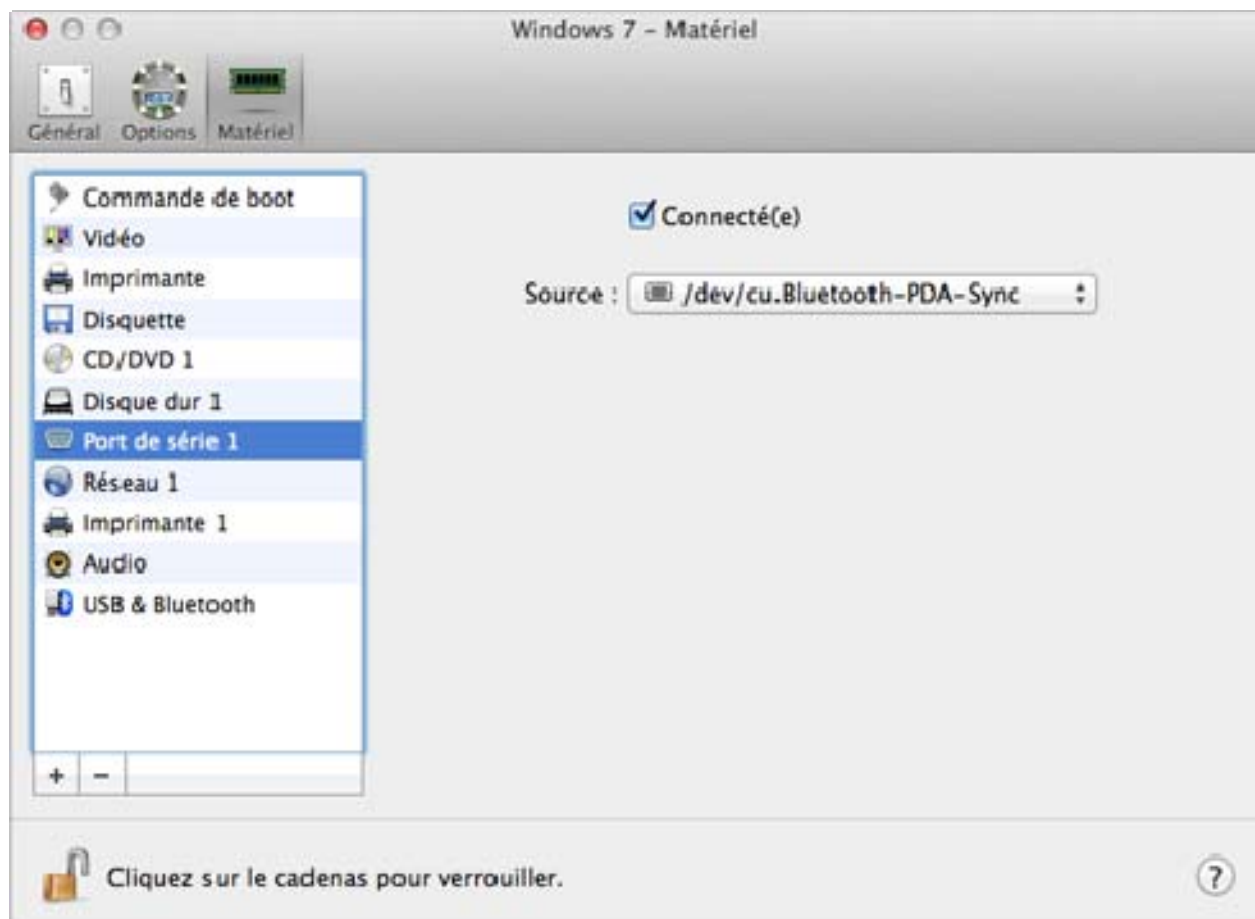 Windows 7 – Matériel
Général Options Matériel
Commande de boot
Vidéo
Imprimante
Disquette
CD/DVD 1
Disque dur 1
Port de série 1
Réseau 1
Imprimante 1
Audio
USB & Bluetooth
+ −
Connecté(e)
Source : /dev/cu.Bluetooth-PDA-Sync
Cliquez sur le cadenas pour verrouiller.
?